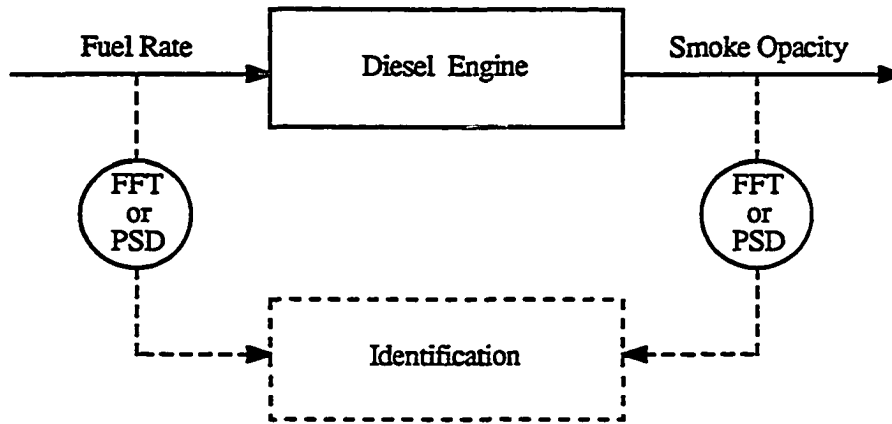 Fuel Rate
Diesel Engine
Smoke Opacity
FFT
or
PSD
FFT
or
PSD
Identification